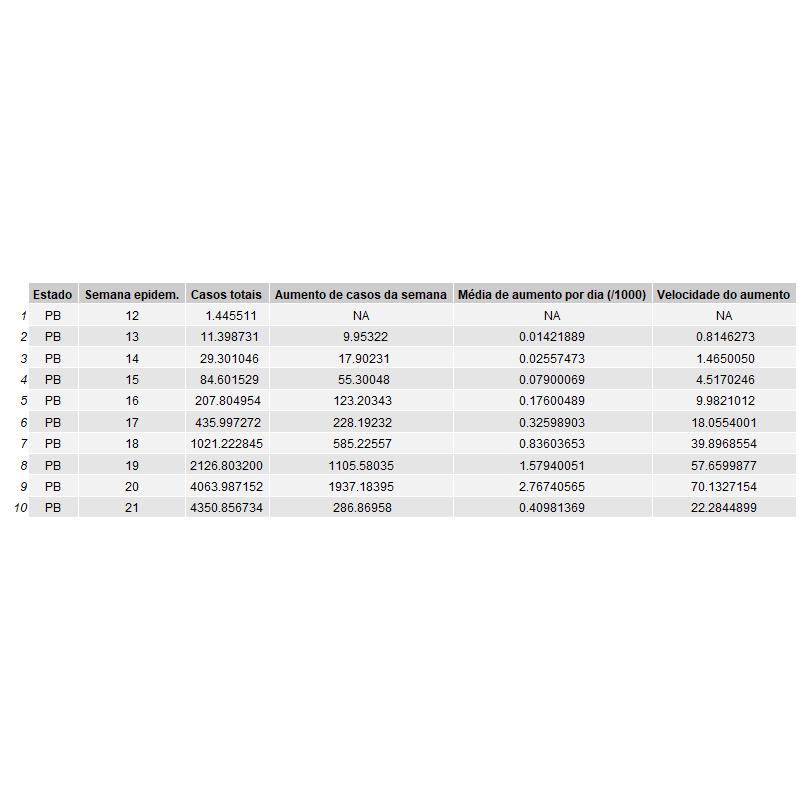 Estado Semana epidem. Casos totais Aumento de casos da semana Média de aumento por dia (/1000) Velocidade do aumento
1 PB 12 1.445511 NA NA NA
2 PB 13 11.398731 9.95322 0.01421889 0.8146273
3 PB 14 29.301046 17.90231 0.02557473 1.4650050
4 PB 15 84.601529 55.30048 0.07900069 4.5170246
5 PB 16 207.804954 123.20343 0.17600489 9.9821012
6 PB 17 435.997272 228.19232 0.32598903 18.0554001
7 PB 18 1021.222845 585.22557 0.83603653 39.8968554
8 PB 19 2126.803200 1105.58035 1.57940051 57.6599877
9 PB 20 4063.987152 1937.18395 2.76740565 70.1327154
10 PB 21 4350.856734 286.86958 0.40981369 22.2844899